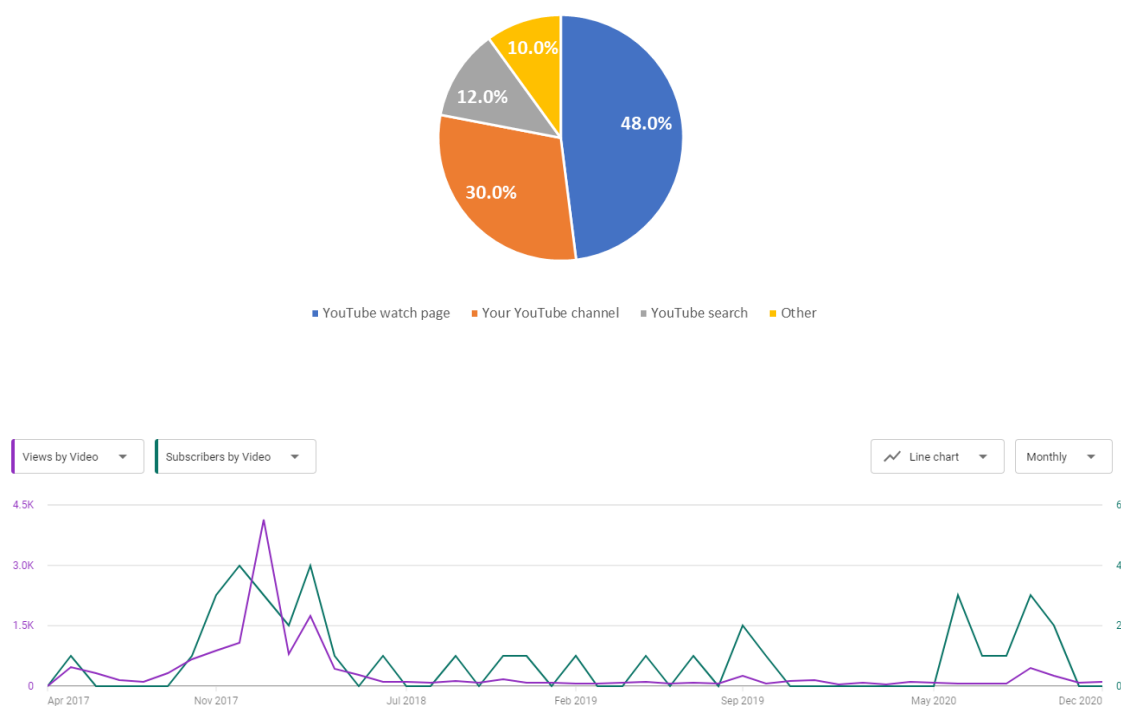 10.0%
12.0%
48.0%
30.0%
YouTube watch page Your YouTube channel YouTube search Other
Views by Video Subscribers by Video Line chart Monthly
4.5K 6
3.0K 4
1.5K 2
0 0
Apr 2017 Nov 2017 Jul 2018 Feb 2019 Sep 2019 May 2020 Dec 2020